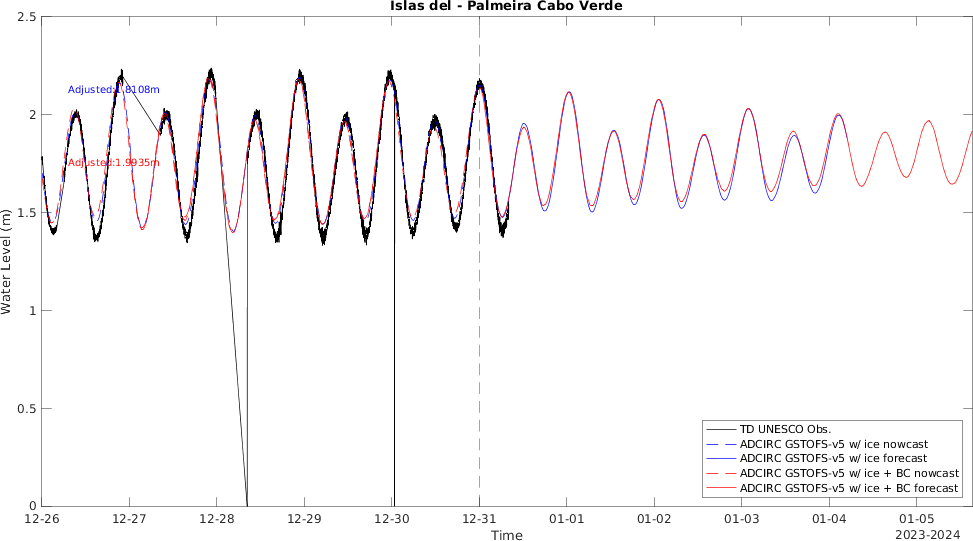 Islas del - Palmeira Cabo Verde
2.5
2
1.5
1
0.5
0
Water Level (m)
Adjusted:1.8108m
Adjusted:1.9935m
TD UNESCO Obs.
ADCIRC GSTOFS-v5 w/ ice nowcast
ADCIRC GSTOFS-v5 w/ ice forecast
ADCIRC GSTOFS-v5 w/ ice + BC nowcast
ADCIRC GSTOFS-v5 w/ ice + BC forecast
12-26 12-27 12-28 12-29 12-30 12-31 01-01 01-02 01-03 01-04 01-05
Time
2023-2024